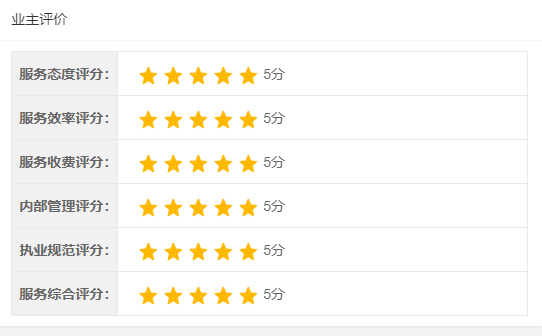 业主评价
服务态度评分： 5分
服务效率评分： 5分
服务收费评分： 5分
内部管理评分： 5分
执业规范评分： 5分
服务综合评分： 5分